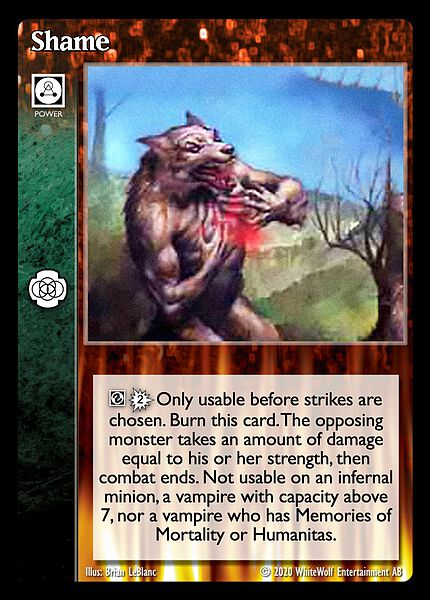 Shame
POWER
2 Only usable before strikes are
chosen. Burn this card. The opposing
monster takes an amount of damage
equal to his or her strength, then
combat ends. Not usable on an infernal
minion, a vampire with capacity above
7, nor a vampire who has Memories of
Mortality or Humanitas.
Illus: Brian LeBlanc © 2020 WhiteWolf Entertainment AB